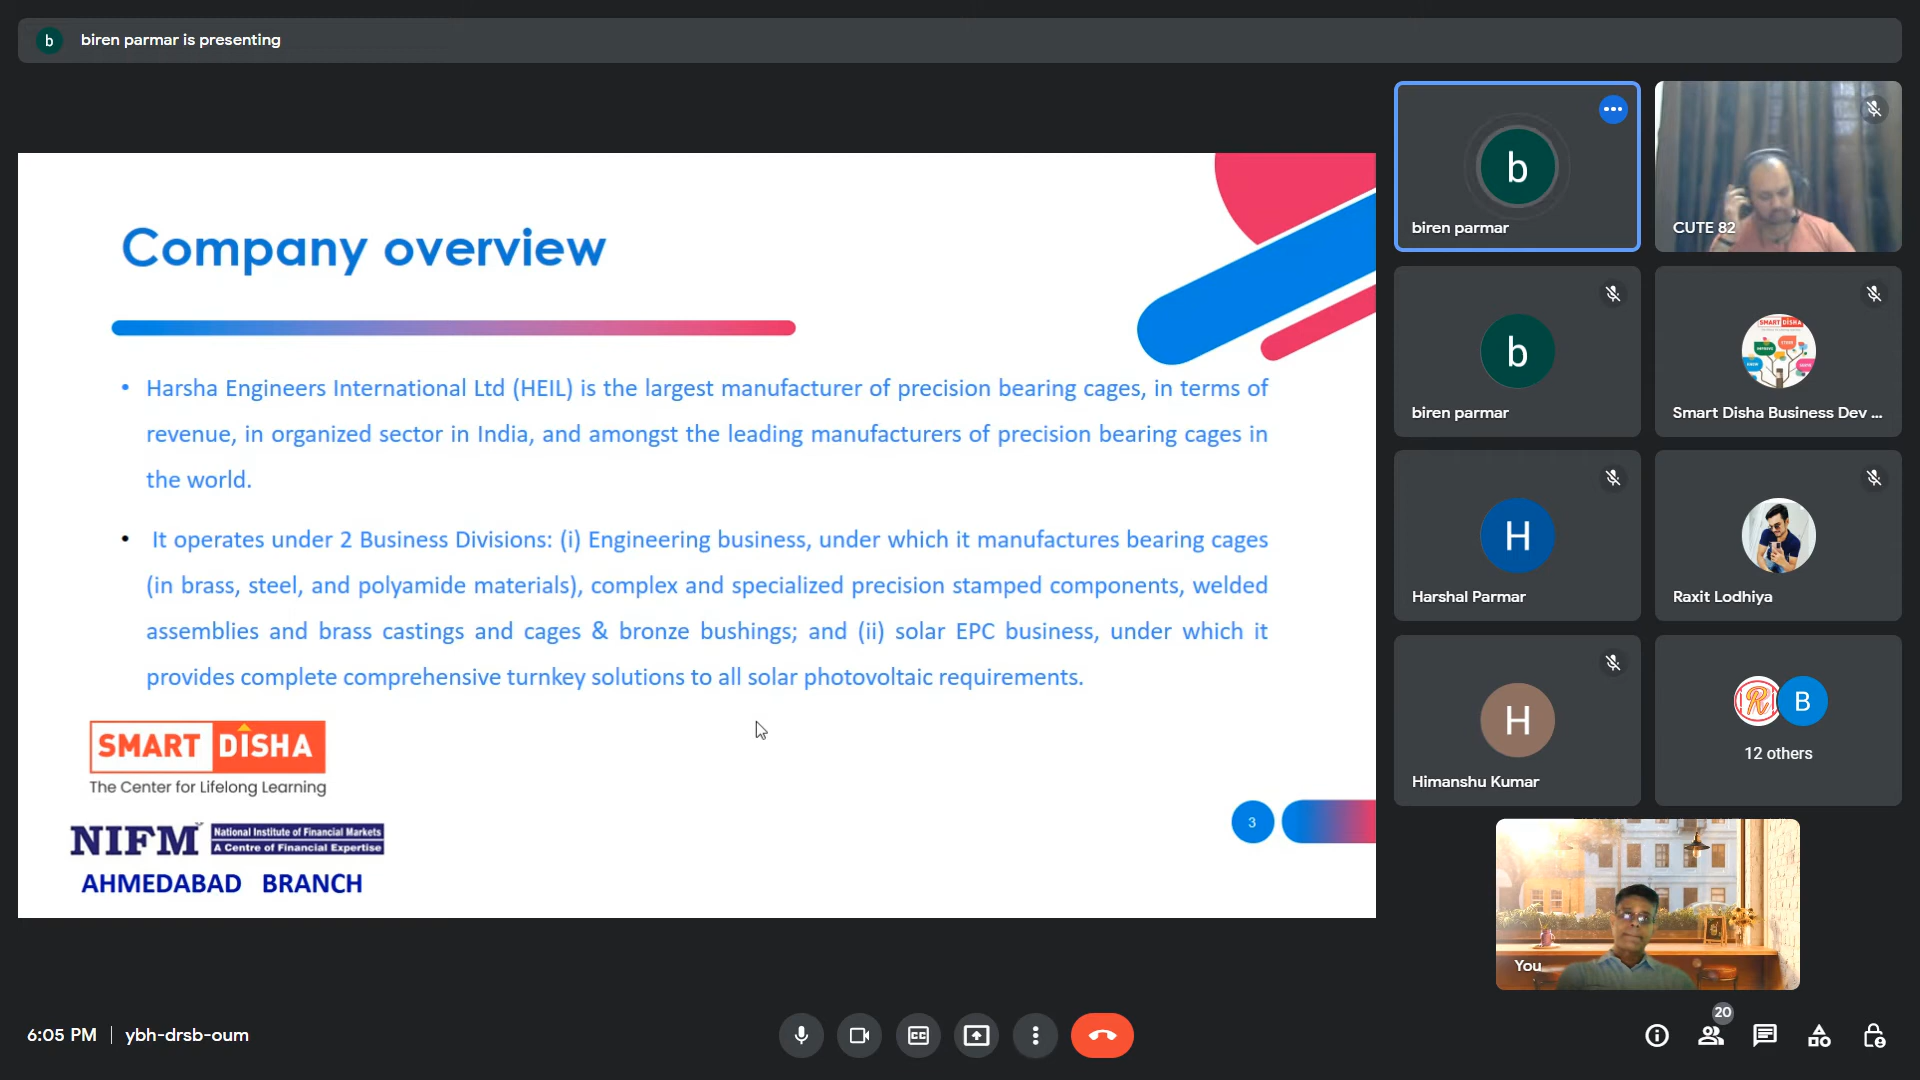 b
biren parmar is presenting
Company overview
• Harsha Engineers International Ltd (HEIL) is the largest manufacturer of precision bearing cages, in terms of
revenue, in organized sector in India, and amongst the leading manufacturers of precision bearing cages in
the world.
• It operates under 2 Business Divisions: (i) Engineering business, under which it manufactures bearing cages
(in brass, steel, and polyamide materials), complex and specialized precision stamped components, welded
assemblies and brass castings and cages & bronze bushings; and (ii) solar EPC business, under which it
provides complete comprehensive turnkey solutions to all solar photovoltaic requirements.
SMART DISHA
The Center for Lifelong Learning
NIFM
National Institute of Financial Markets
A Centre of Financial Expertise
AHMEDABAD BRANCH
3
b
biren parmar
CUTE 82
b
biren parmar
SMART DISHA
Smart Disha Business Dev ...
H
Harshal Parmar
Raxit Lodhiya
H
Himanshu Kumar
R
B
12 others
You
6:05 PM | ybh-drsb-oum
CC
20